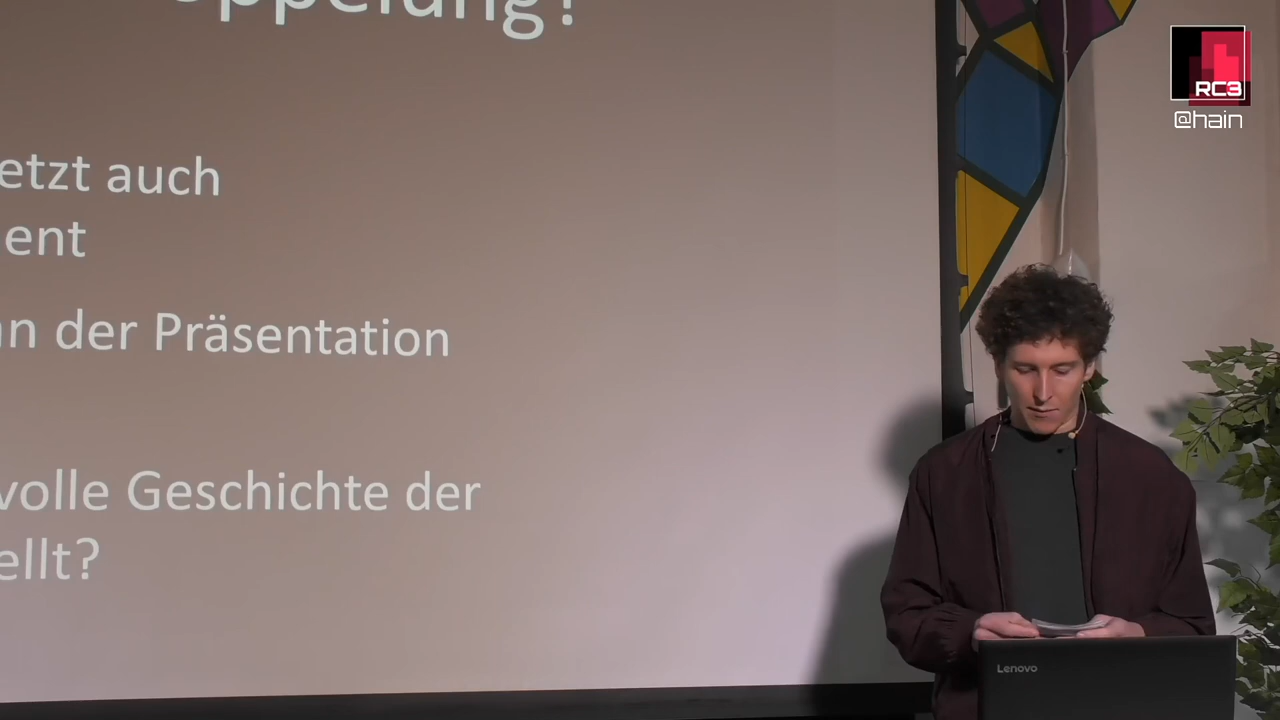 RC3
@hain
etzt auch
ent
der Präsentation
volle Geschichte der
ellt?
Lenovo